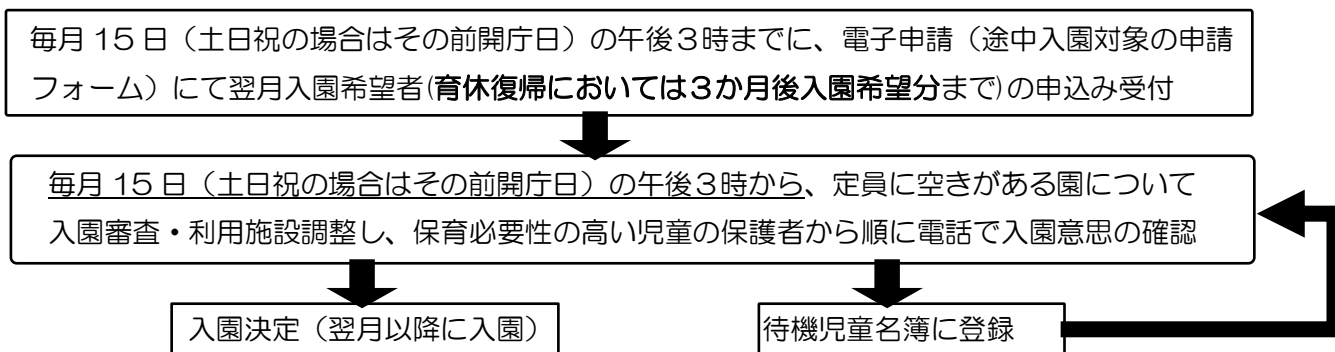 毎月15日（土日祝の場合はその前開庁日）の午後３時までに、電子申請（途中入園対象の申請
フォーム）にて翌月入園希望者(育休復帰においては３か月後入園希望分まで)の申込み受付
毎月15日（土日祝の場合はその前開庁日）の午後３時から、定員に空きがある園について
入園審査・利用施設調整し、保育必要性の高い児童の保護者から順に電話で入園意思の確認
入園決定（翌月以降に入園）
待機児童名簿に登録